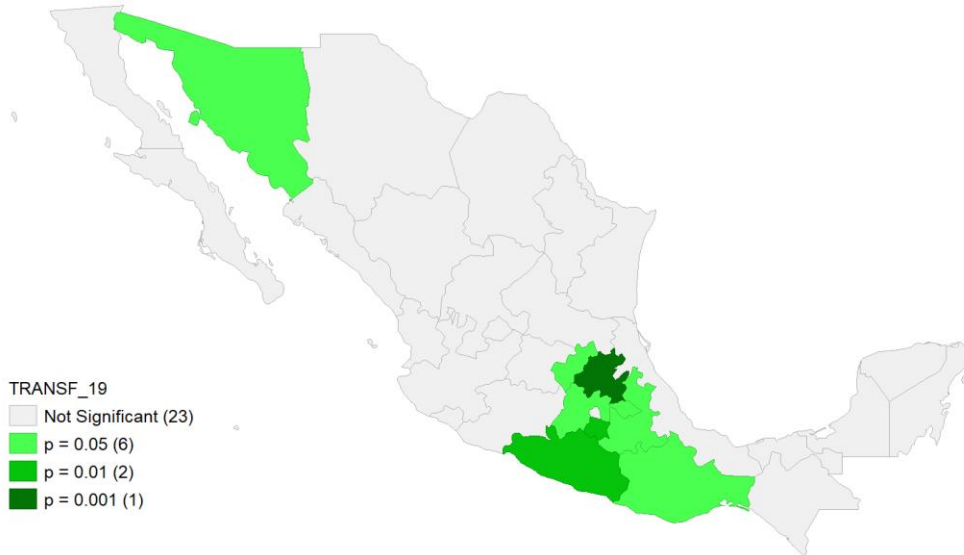 TRANSF_19
Not Significant (23)
p = 0.05 (6)
p = 0.01 (2)
p = 0.001 (1)